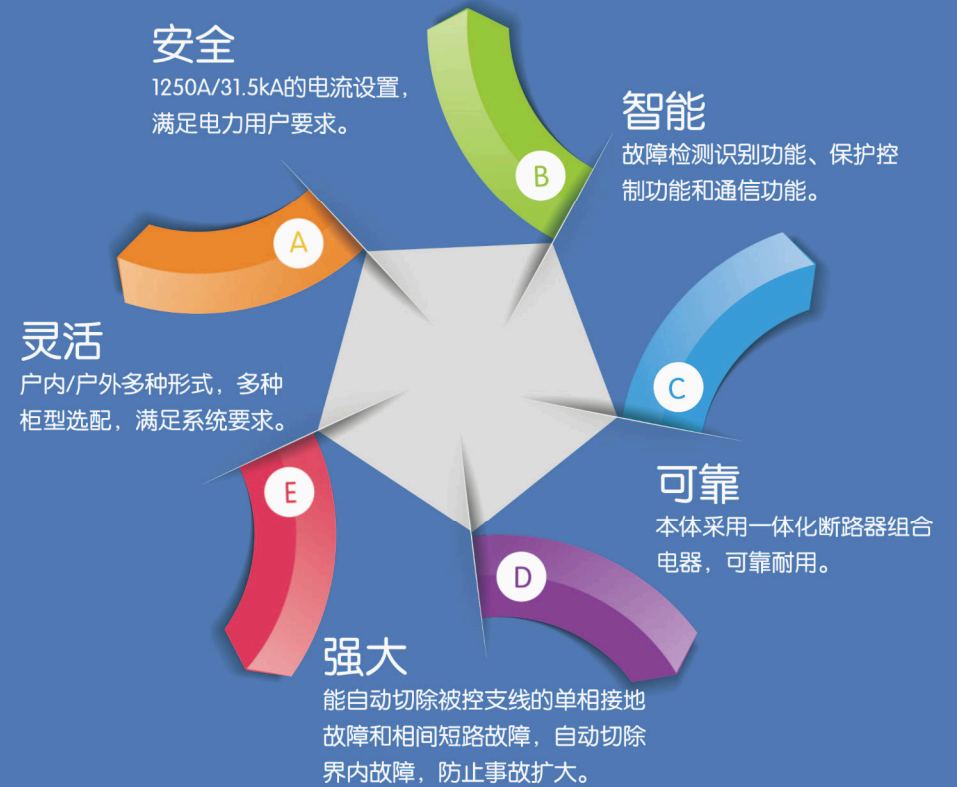 安全
1250A/31.5kA的电流设置，
满足电力用户要求。
A
B
智能
故障检测识别功能、保护控
制功能和通信功能。
C
可靠
本体采用一体化断路器组合
电器，可靠耐用。
D
强大
能自动切除被控支线的单相接地
故障和相间短路故障，自动切除
界内故障，防止事故扩大。
E
灵活
户内/户外多种形式，多种
柜型选配，满足系统要求。